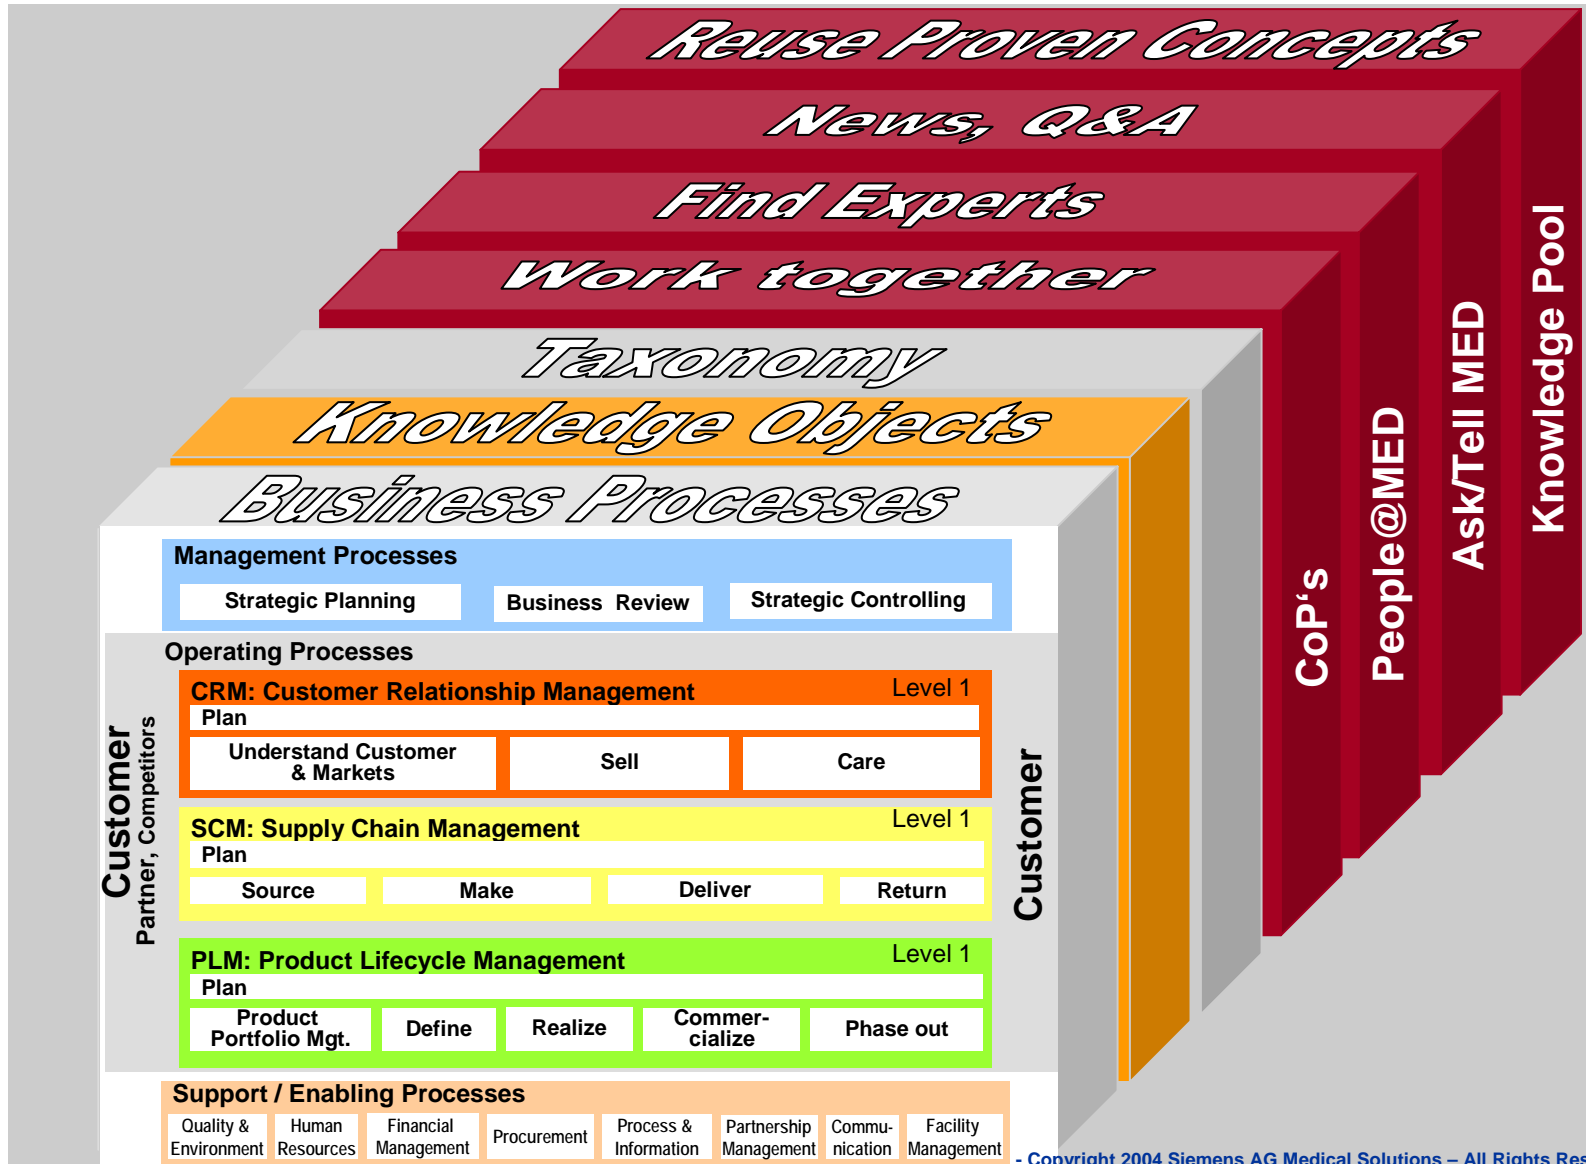 Reuse Proven Concepts
News, Q&A
Find Experts
Work together
Taxonomy
Knowledge Objects
Business Processes
Knowledge Pool
Ask/Tell MED
People@MED
CoP‘s
Management Processes
Strategic Planning
Business Review
Strategic Controlling
Customer
Partner, Competitors
Operating Processes
CRM: Customer Relationship Management
Level 1
Plan
Understand Customer
& Markets
Sell
Care
SCM: Supply Chain Management
Level 1
Plan
Source
Make
Deliver
Return
PLM: Product Lifecycle Management
Level 1
Plan
Product
Portfolio Mgt.
Define
Realize
Commer-
cialize
Phase out
Customer
Support / Enabling Processes
Quality &
Environment
Human
Resources
Financial
Management
Procurement
Process &
Information
Partnership
Management
Commu-
nication
Facility
Management
- Copyright 2004 Siemens AG Medical Solutions – All Rights Res